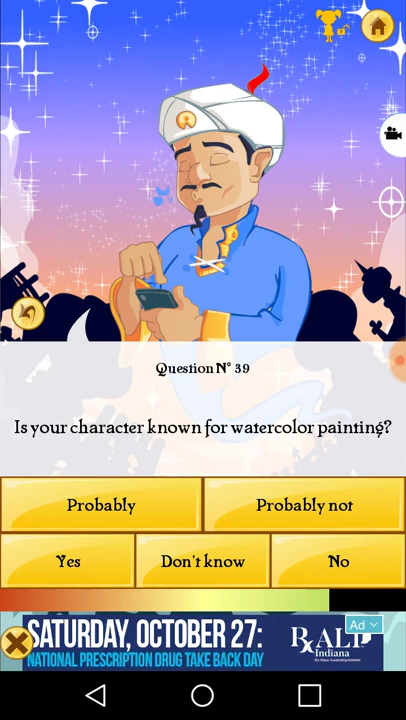 Question N° 39
Is your character known for watercolor painting?
Probably
Probably not
Yes
Don't know
No
Ad
SATURDAY, OCTOBER 27:
NATIONAL PRESCRIPTION DRUG TAKE BACK DAY
Indiana